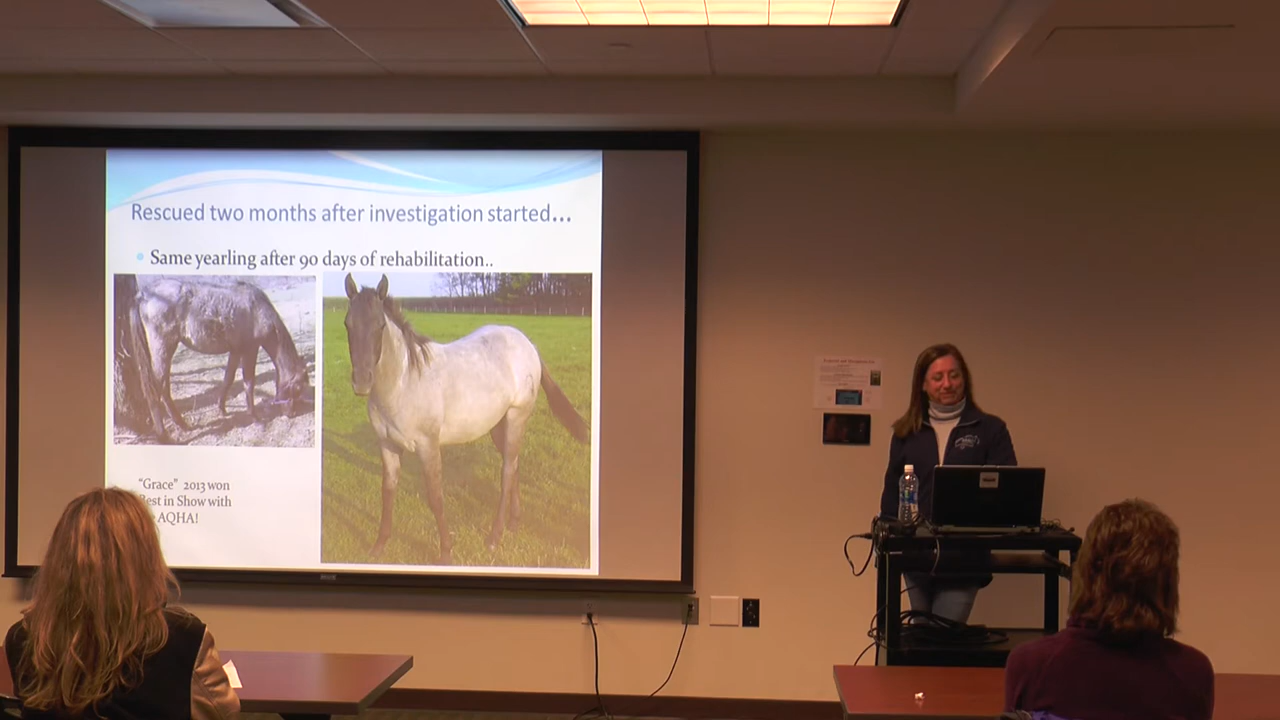 Rescued two months after investigation started...
• Same yearling after 90 days of rehabilitation..
"Grace" 2013 won
Best in Show with
AQHA!